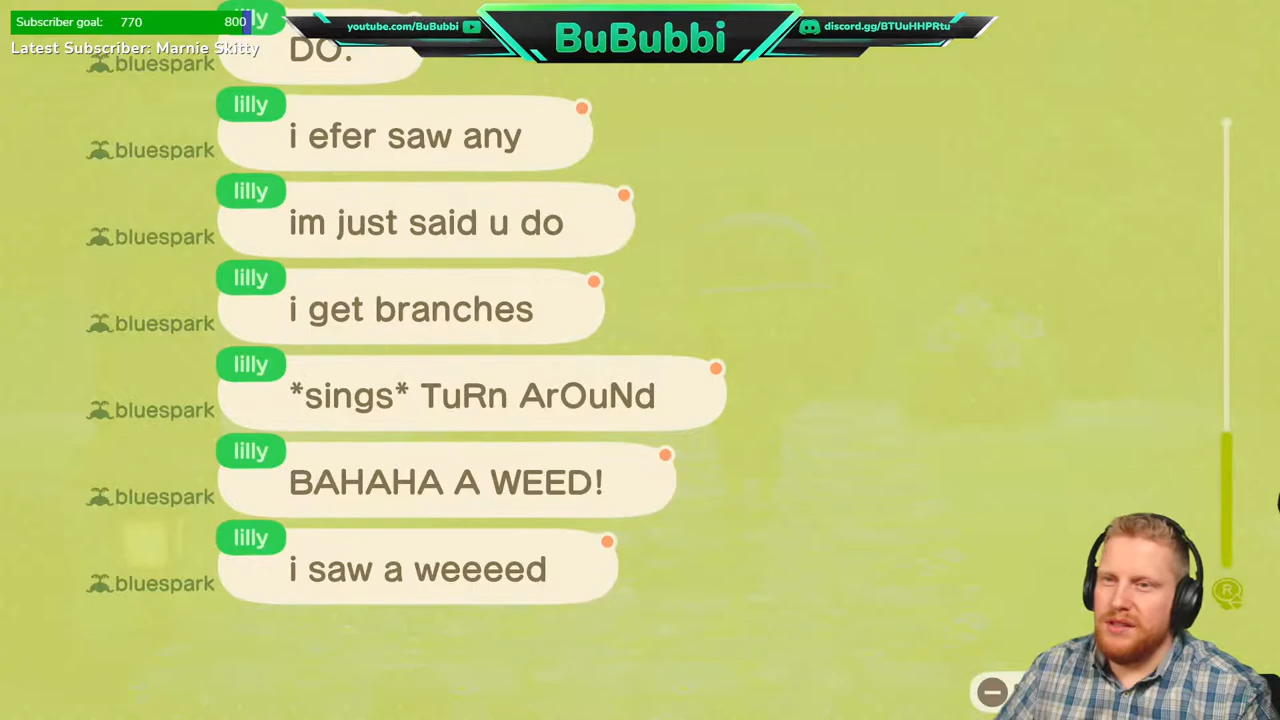 Subscriber goal: 770 800
youtube.com/BuBubbi
BuBubbi
discord.gg/BTUuHHPRtu
Latest Subscriber: Marnie Skitty
lilly
DO.
bluespark
lilly
i efer saw any
bluespark
lilly
im just said u do
bluespark
lilly
i get branches
bluespark
lilly
*sings* TuRn ArOuNd
bluespark
lilly
BAHAHA A WEED!
bluespark
lilly
i saw a weeeed
bluespark
R